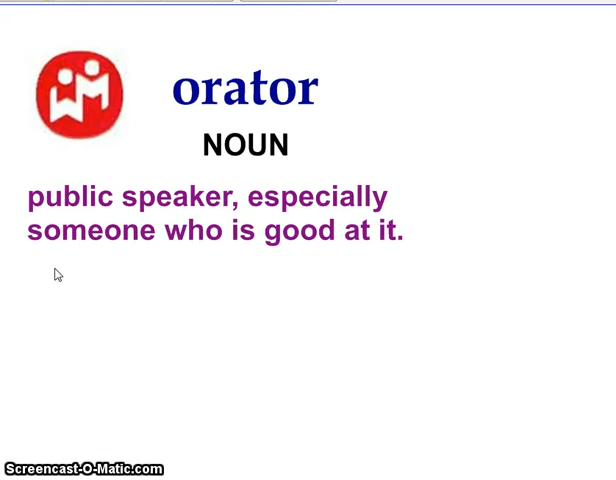 orator
NOUN
public speaker, especially
someone who is good at it.
Screencast-O-Matic.com